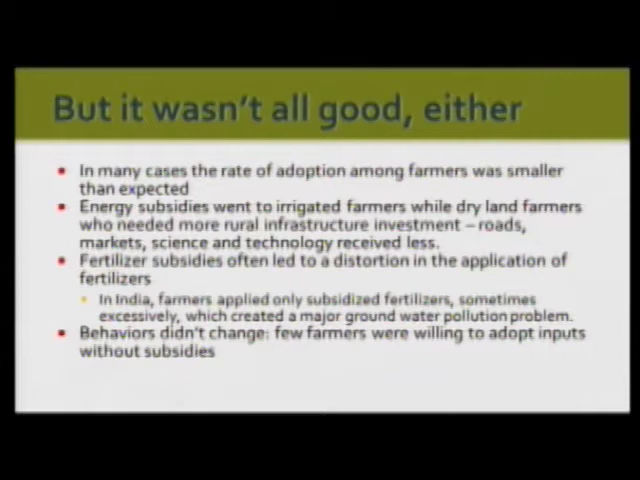 But it wasn't all good, either
In many cases the rate of adoption among farmers was smaller
than expected
Energy subsidies went to irrigated farmers while dry land farmers
who needed more rural infrastructure investment – roads,
markets, science and technology received less.
Fertilizer subsidies often led to a distortion in the application of
fertilizers
In India, farmers applied only subsidized fertilizers, sometimes
excessively, which created a major ground water pollution problem.
Behaviors didn't change: few farmers were willing to adopt inputs
without subsidies